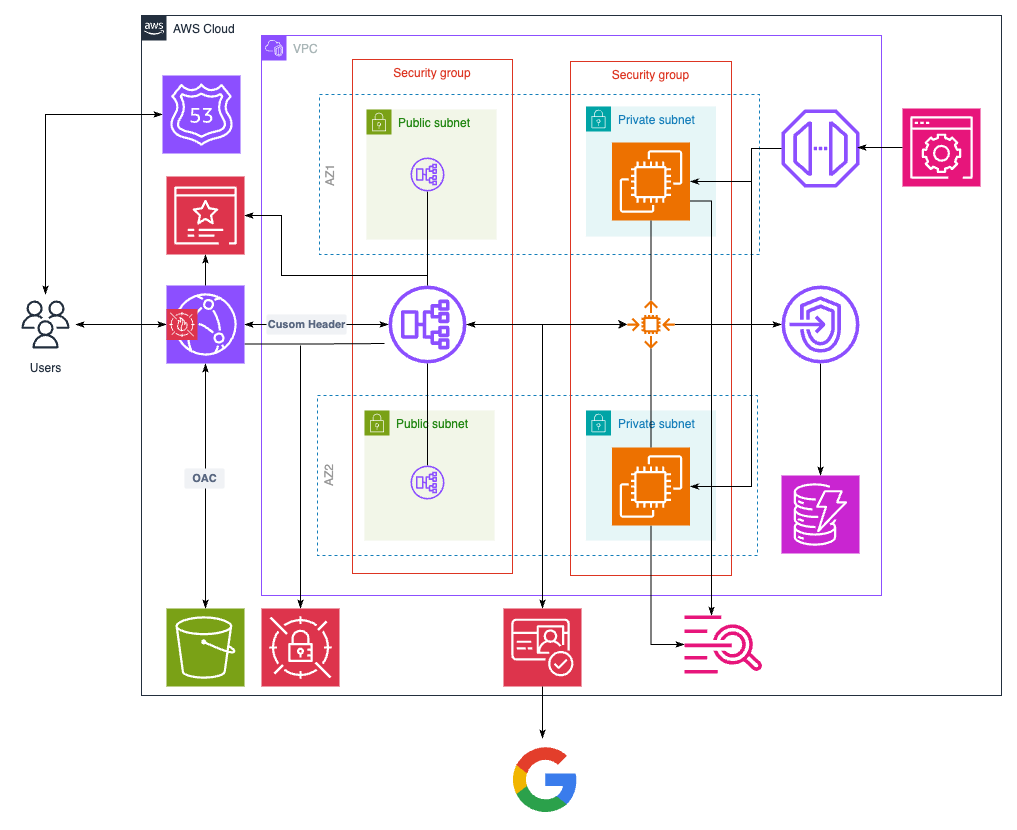 aws
AWS Cloud
VPC
Security group
Security group
53
Public subnet
Private subnet
AZ1
Cusom Header
Users
Public subnet
Private subnet
AZ2
OAC